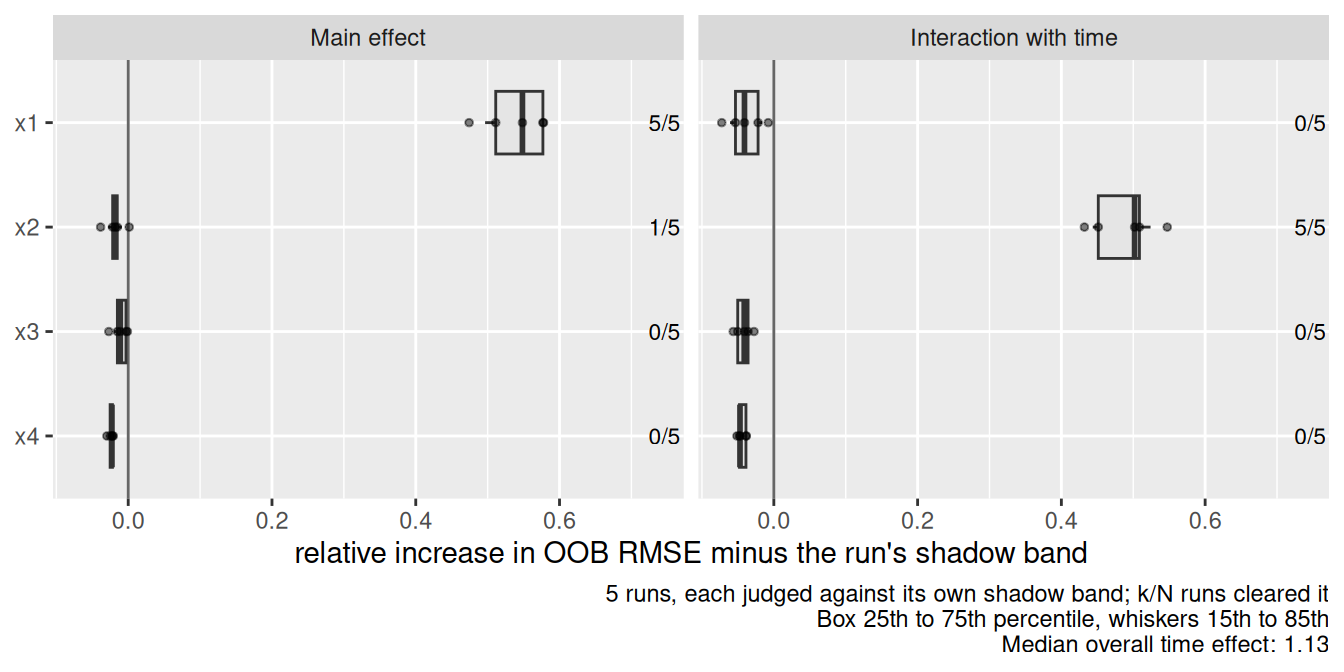 Main effect Interaction with time
x1 5/5 0/5
x2 1/5 5/5
x3 0/5 0/5
x4 0/5 0/5
0.0 0.2 0.4 0.6 0.0 0.2 0.4 0.6
relative increase in OOB RMSE minus the run's shadow band
5 runs, each judged against its own shadow band; k/N runs cleared it
Box 25th to 75th percentile, whiskers 15th to 85th
Median overall time effect: 1.13